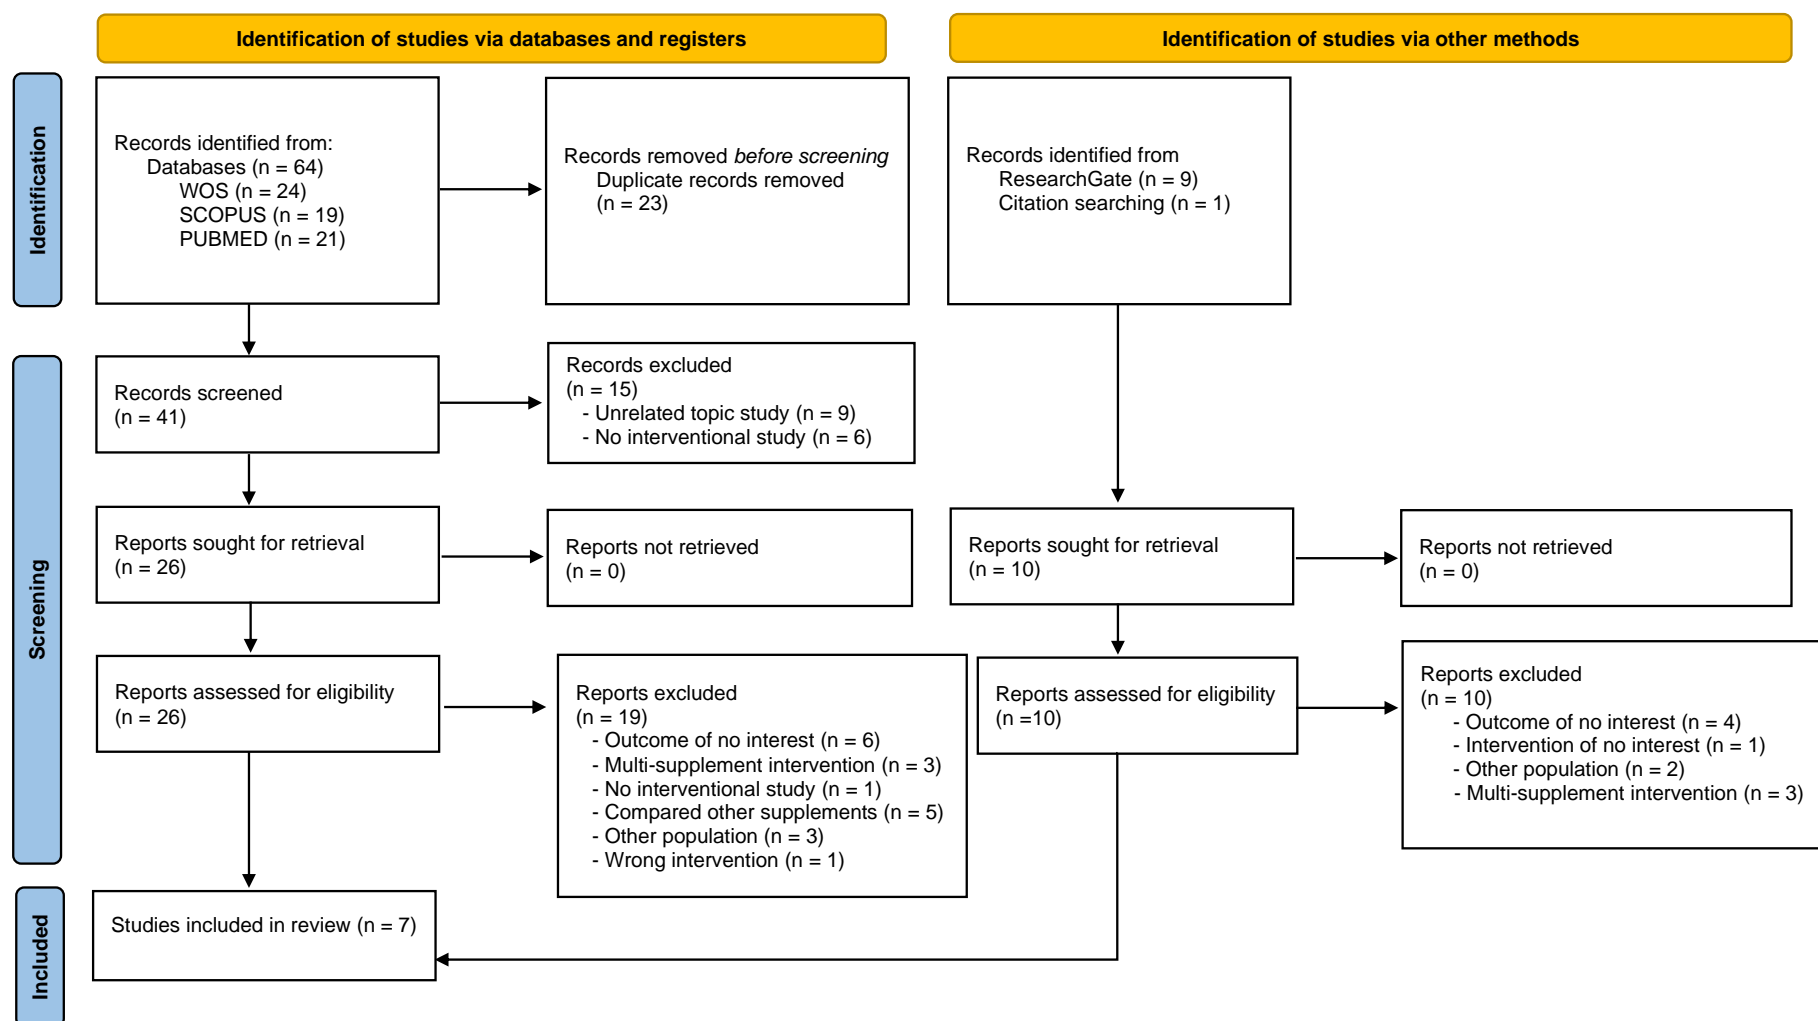 Identification of studies via databases and registers
Identification of studies via other methods
Identification
Records identified from:
Databases (n = 64)
WOS (n = 24)
SCOPUS (n = 19)
PUBMED (n = 21)
Records removed before screening
Duplicate records removed
(n = 23)
Records identified from
ResearchGate (n = 9)
Citation searching (n = 1)
Screening
Records screened
(n = 41)
Records excluded
(n = 15)
- Unrelated topic study (n = 9)
- No interventional study (n = 6)
Reports sought for retrieval
(n = 26)
Reports not retrieved
(n = 0)
Reports sought for retrieval
(n = 10)
Reports not retrieved
(n = 0)
Reports assessed for eligibility
(n = 26)
Reports excluded
(n = 19)
- Outcome of no interest (n = 6)
- Multi-supplement intervention (n = 3)
- No interventional study (n = 1)
- Compared other supplements (n = 5)
- Other population (n = 3)
- Wrong intervention (n = 1)
Reports assessed for eligibility
(n =10)
Reports excluded
(n = 10)
- Outcome of no interest (n = 4)
- Intervention of no interest (n = 1)
- Other population (n = 2)
- Multi-supplement intervention (n = 3)
Included
Studies included in review (n = 7)